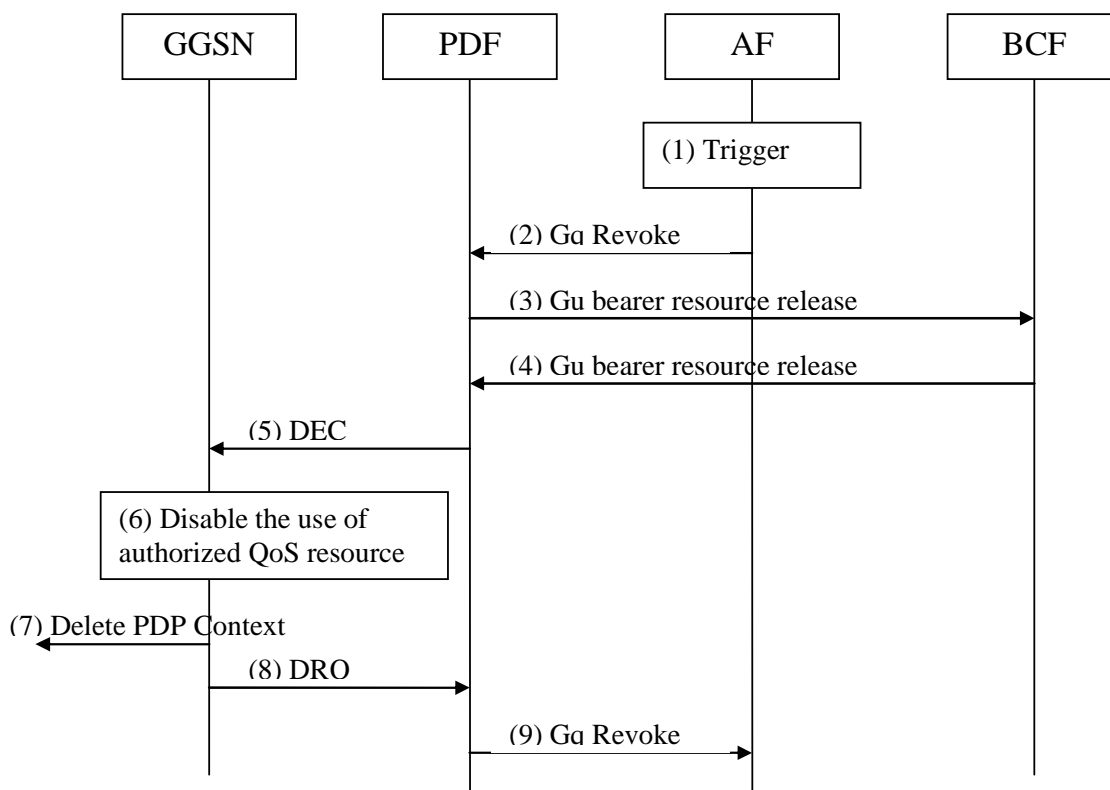 GGSN
PDF
AF
BCF
(1) Trigger
(2) Gq Revoke
(3) Gu bearer resource release
(4) Gu bearer resource release
(5) DEC
(6) Disable the use of
authorized QoS resource
(7) Delete PDP Context
(8) DRO
(9) Gq Revoke